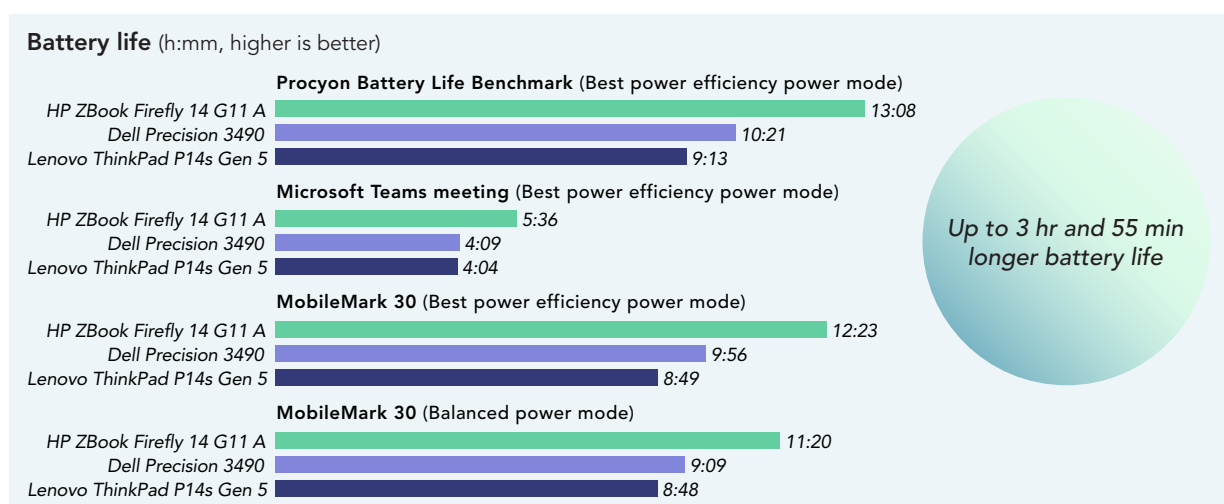 Battery life (h:mm, higher is better)
Procyon Battery Life Benchmark (Best power efficiency power mode)
HP ZBook Firefly 14 G11 A 13:08
Dell Precision 3490 10:21
Lenovo ThinkPad P14s Gen 5 9:13
Microsoft Teams meeting (Best power efficiency power mode)
HP ZBook Firefly 14 G11 A 5:36
Dell Precision 3490 4:09
Lenovo ThinkPad P14s Gen 5 4:04
MobileMark 30 (Best power efficiency power mode)
HP ZBook Firefly 14 G11 A 12:23
Dell Precision 3490 9:56
Lenovo ThinkPad P14s Gen 5 8:49
MobileMark 30 (Balanced power mode)
HP ZBook Firefly 14 G11 A 11:20
Dell Precision 3490 9:09
Lenovo ThinkPad P14s Gen 5 8:48
Up to 3 hr and 55 min
longer battery life